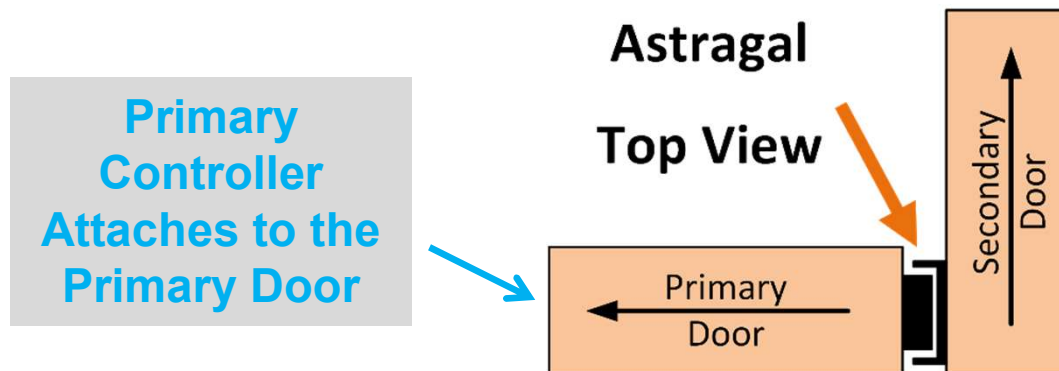 Primary
Controller
Attaches to the
Primary Door
Astragal
Top View
Primary
Door
Secondary
Door